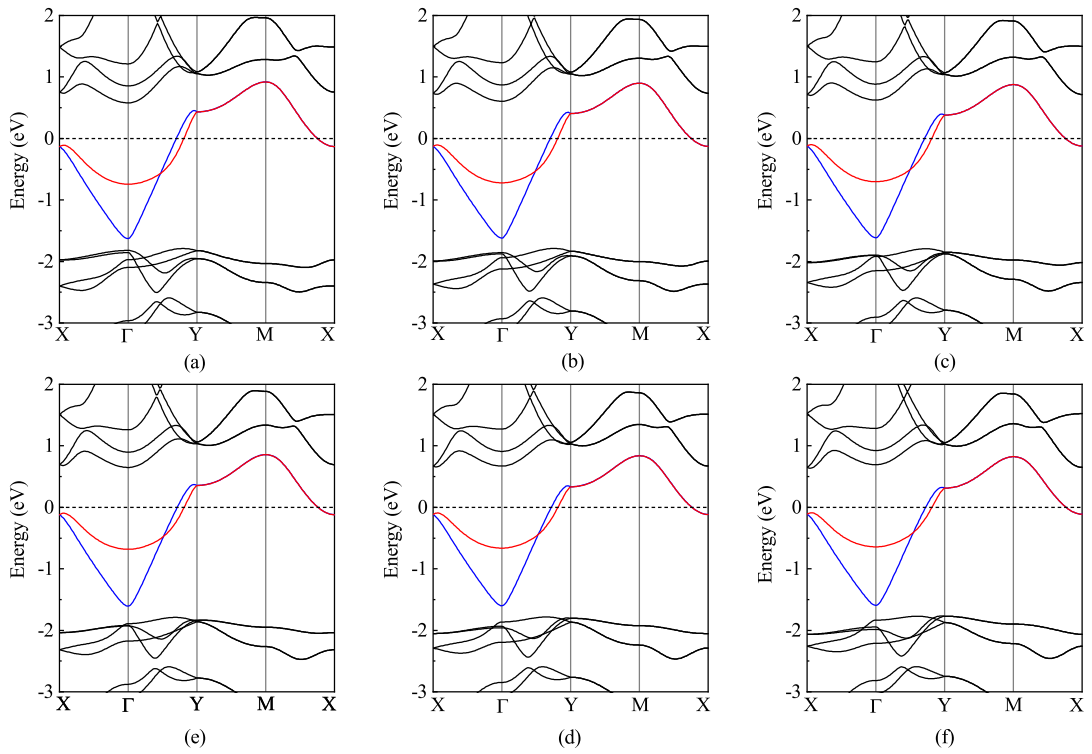 2 2 2
1 1 1
0 0 0
-1 -1 -1
-2 -2 -2
-3 -3 -3
Energy (eV) Energy (eV) Energy (eV)
X Γ Y M X X Γ Y M X X Γ Y M X
(a) (b) (c)
2 2 2
1 1 1
0 0 0
-1 -1 -1
-2 -2 -2
-3 -3 -3
Energy (eV) Energy (eV) Energy (eV)
X Γ Y M X X Γ Y M X X Γ Y M X
(e) (d) (f)